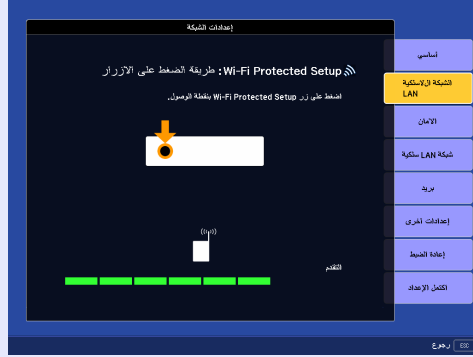 إعدادات الشبكة
Wi-Fi Protected Setup: طريقة الضغط على الازرار
اضغط على زر Wi-Fi Protected Setup بنقطة الوصول.
التقدم
أساسي
الشبكة الاسلكية
LAN
الأمان
شبكة LAN سلكية
بريد
إعدادات أخرى
إعادة الضبط
اكتمل الإعداد
رجوع ESC